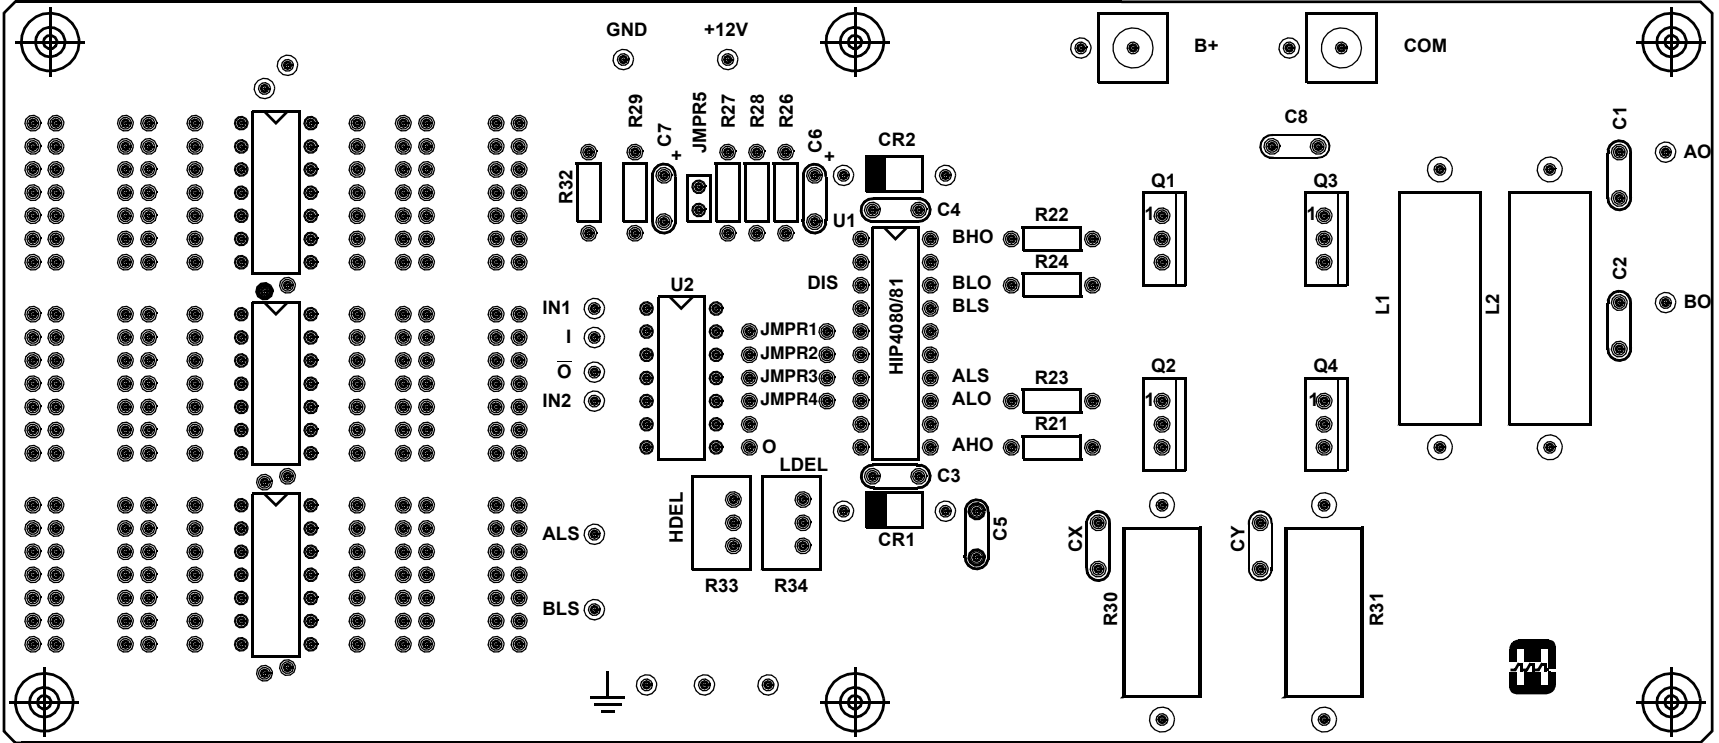 GND
+12V
B+
COM
R29
C7
+
JMPR5
R27
R28
R26
C6
+
CR2
C8
C1
AO
R32
U1
C4
Q1
1
Q3
1
BHO
R22
R24
DIS
BLO
BLS
U2
HIP4080/81
L1
L2
C2
BO
IN1
I
O
IN2
JMPR1
JMPR2
JMPR3
JMPR4
ALS
ALO
R23
R21
AHO
Q2
1
Q4
1
O
LDEL
HDEL
C3
CR1
C5
CX
CY
R33
R34
ALS
BLS
R30
R31